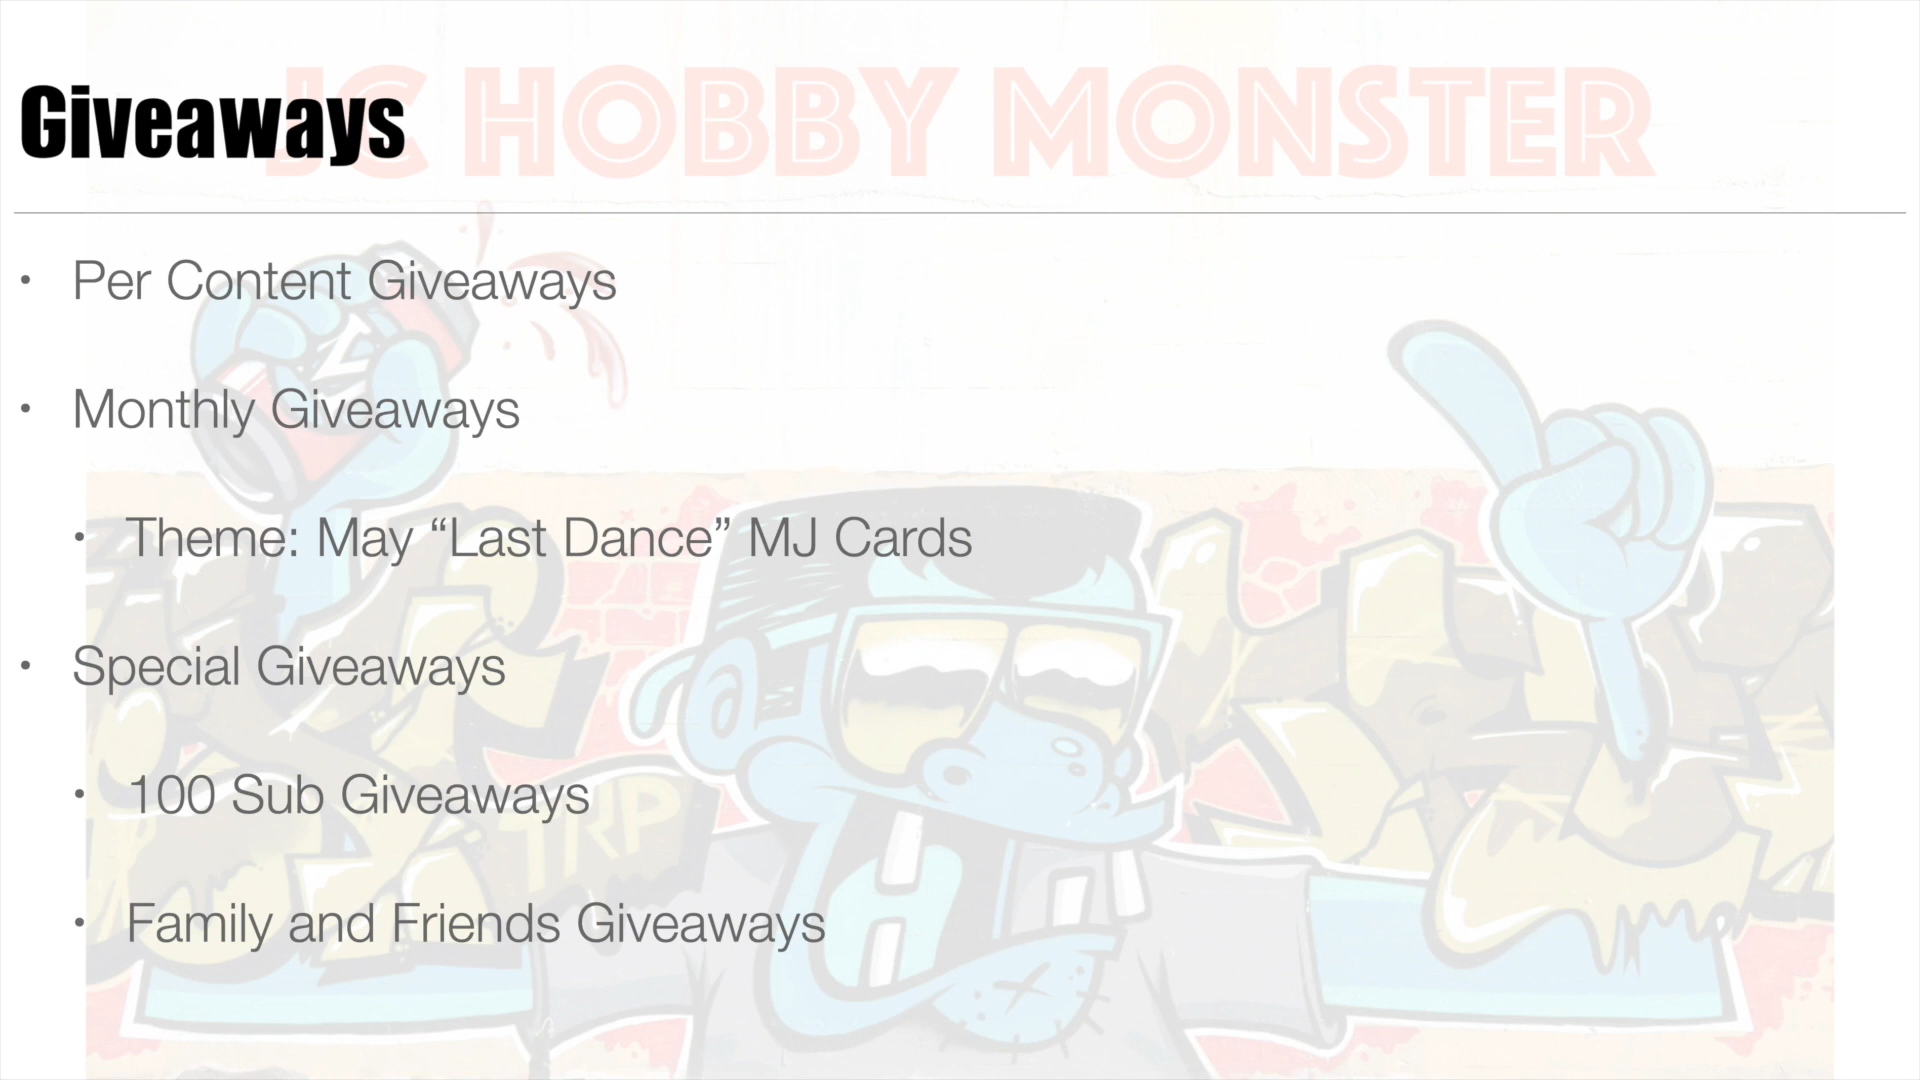 JC HOBBY MONSTER
Giveaways
• Per Content Giveaways
• Monthly Giveaways
• Theme: May “Last Dance” MJ Cards
• Special Giveaways
• 100 Sub Giveaways
• Family and Friends Giveaways
TRP